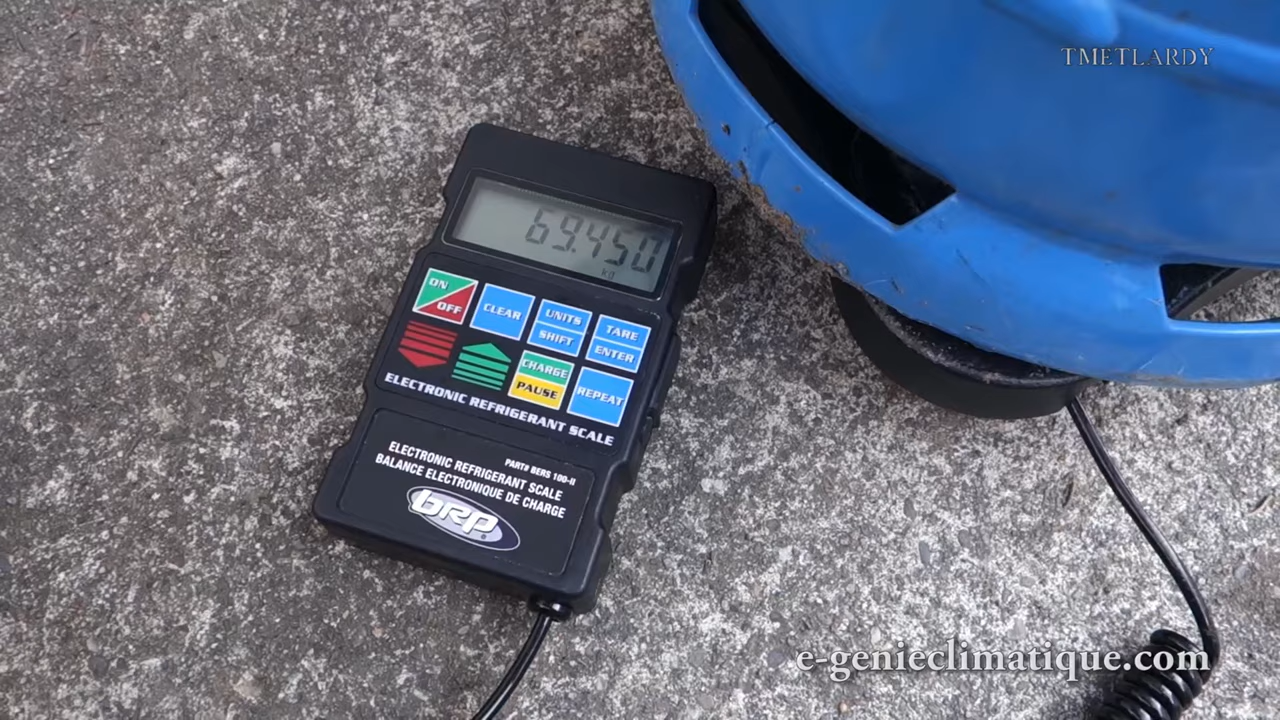 TMETLARDY
69.450
kg
ON
OFF
CLEAR
UNITS
SHIFT
TARE
ENTER
CHARGE
PAUSE
REPEAT
ELECTRONIC REFRIGERANT SCALE
PART# BERS 100-II
ELECTRONIC REFRIGERANT SCALE
BALANCE ELECTRONIQUE DE CHARGE
brp
e-genieclimatique.com